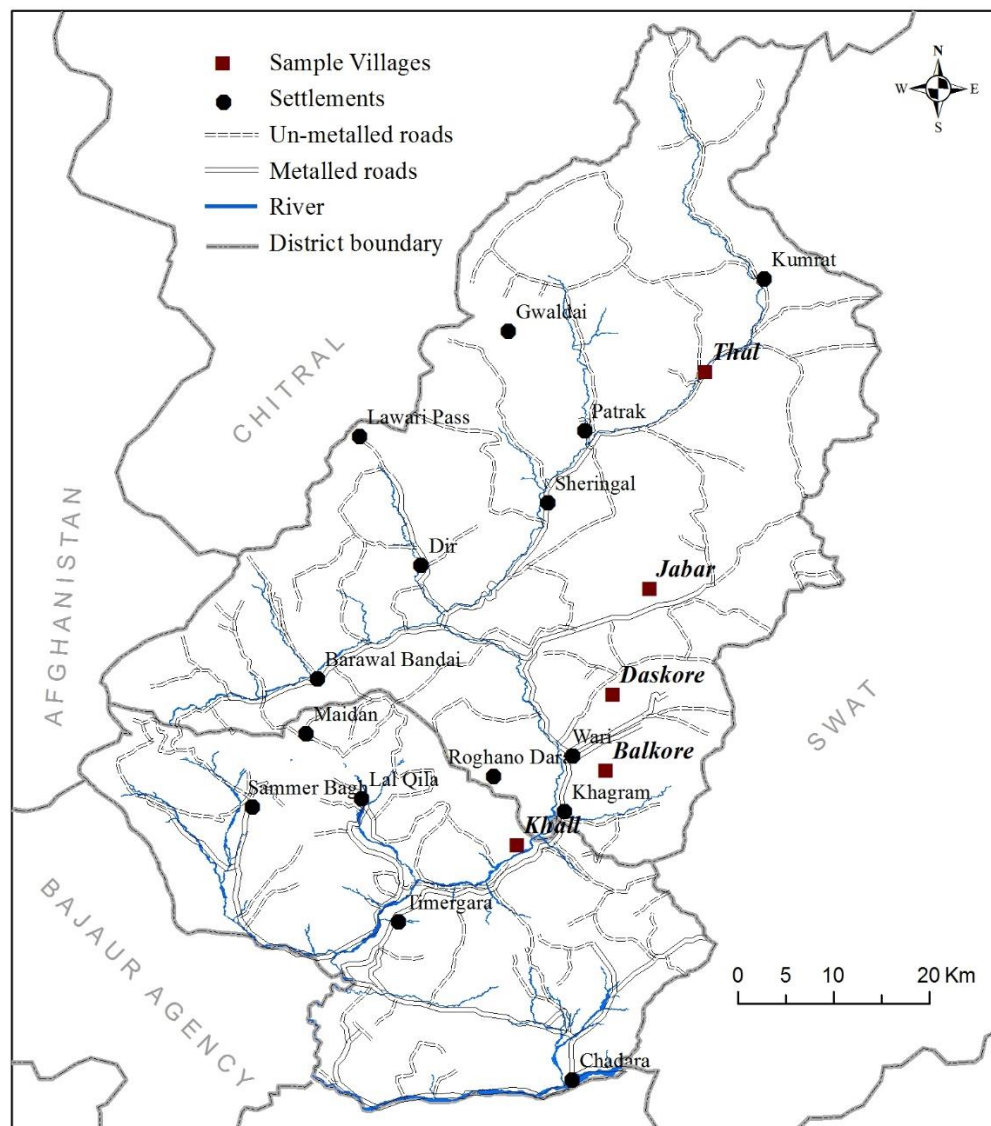 Sample Villages
Settlements
Un-metalled roads
Metalled roads
River
District boundary
N
W
E
S
Kumrat
Gwaldai
Thal
CHITRAL
Lawari Pass
Patrak
Sheringal
Dir
Jabar
AFGHANISTAN
Barawal Bandai
Daskore
SWAT
Maidan
Wari
Roghano Dara
Balkore
Lal Qila
Sammer Bagh
Khagram
Khall
BAJAUR AGENCY
Timergara
0 5 10 20 Km
Chadara